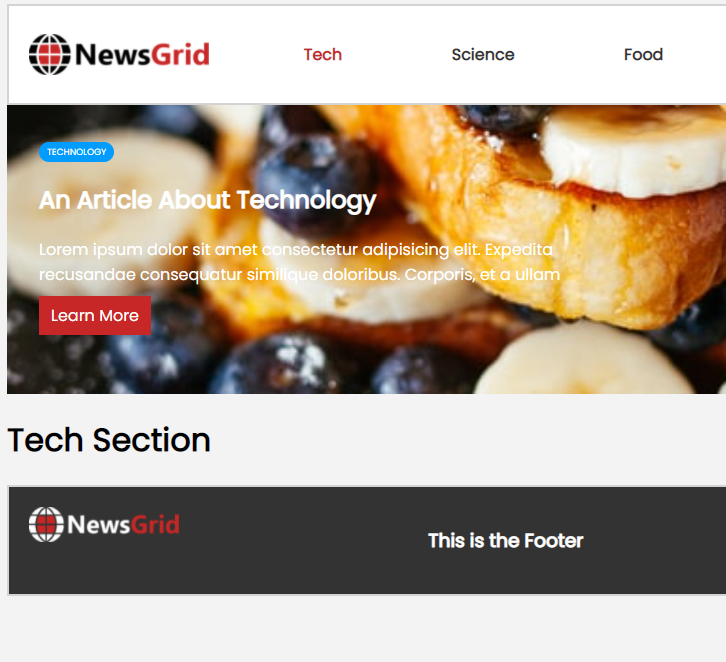 NewsGrid
Tech Science Food
TECHNOLOGY
An Article About Technology
Lorem ipsum dolor sit amet consectetur adipisicing elit. Expedita
recusandae consequatur similique doloribus. Corporis, et a ullam
Learn More
Tech Section
NewsGrid
This is the Footer